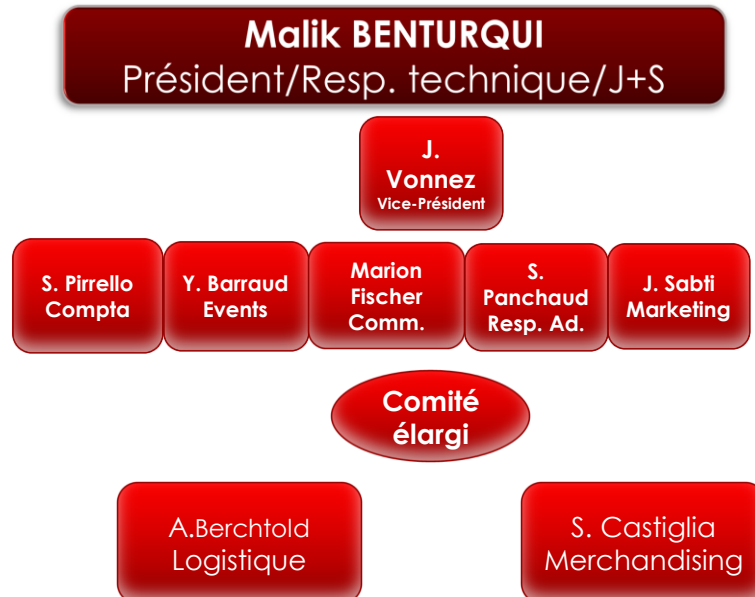 Malik BENTURQUI
Président/Resp. technique/J+S
J.
Vonnez
Vice-Président
S. Pirrello
Compta
Y. Barraud
Events
Marion
Fischer
Comm.
S.
Panchaud
Resp. Ad.
J. Sabti
Marketing
Comité
élargi
A.Berchtold
Logistique
S. Castiglia
Merchandising